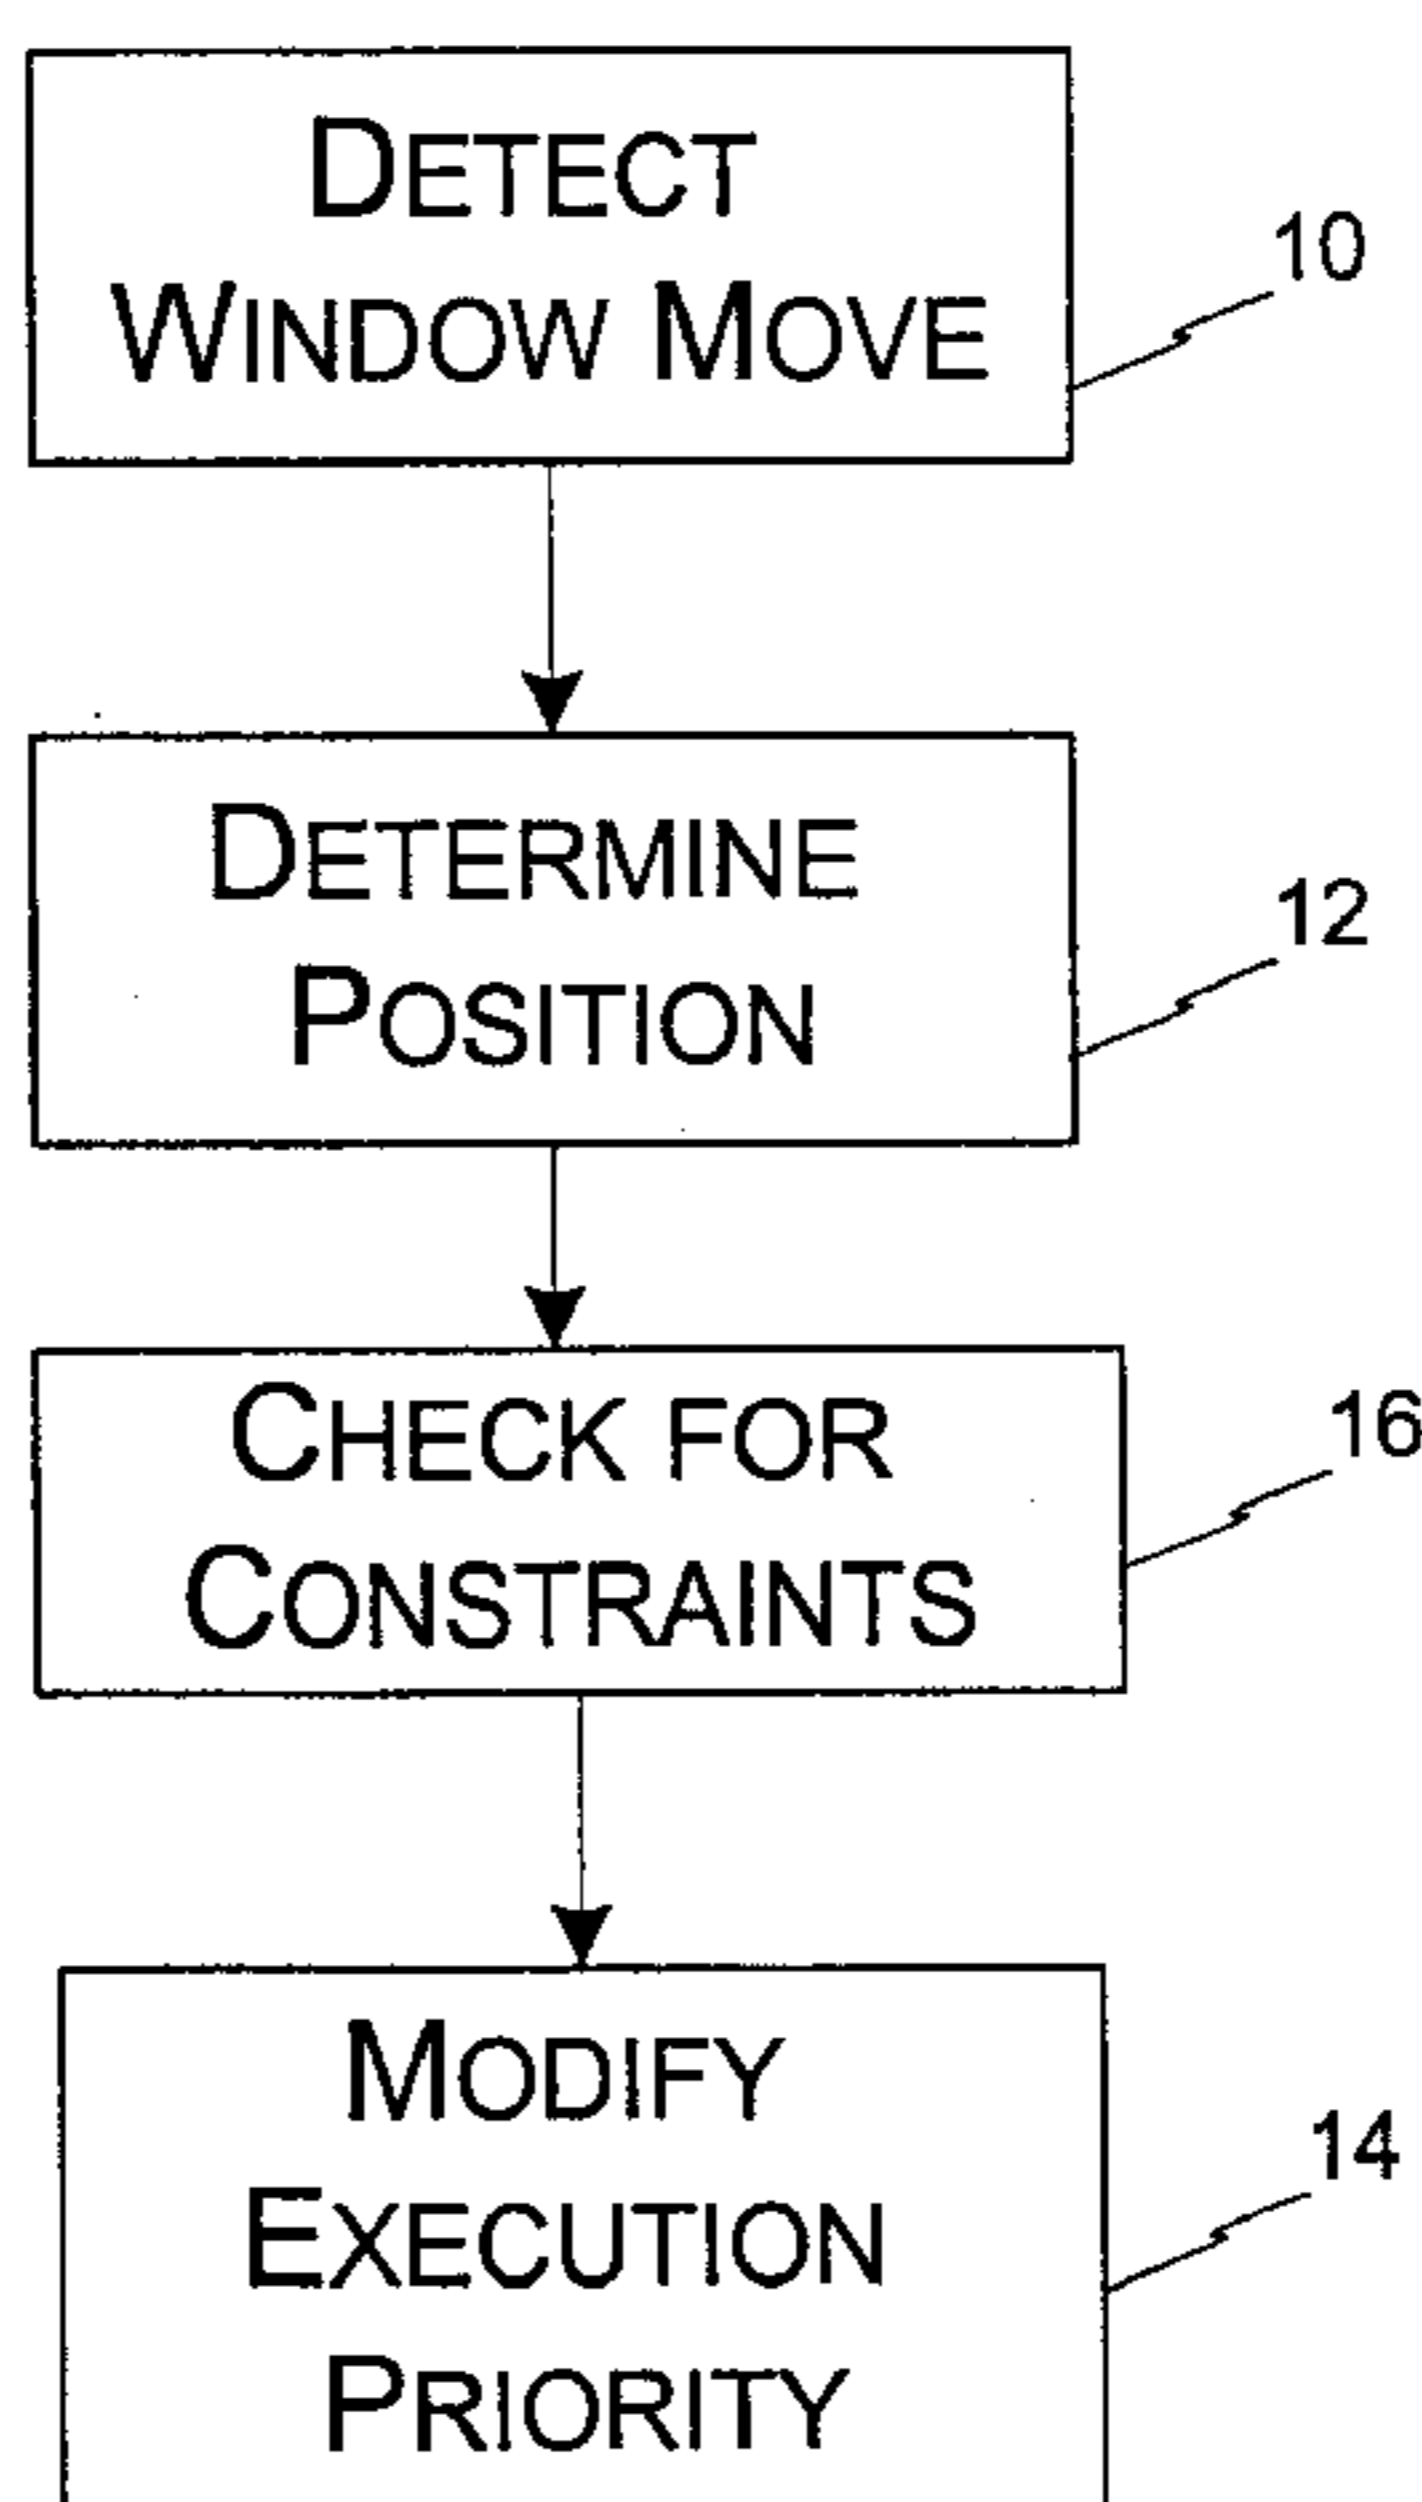 DETECT
WINDOW MOVE
10
DETERMINE
POSITION
12
CHECK FOR
CONSTRAINTS
16
MODIFY
EXECUTION
PRIORITY
14